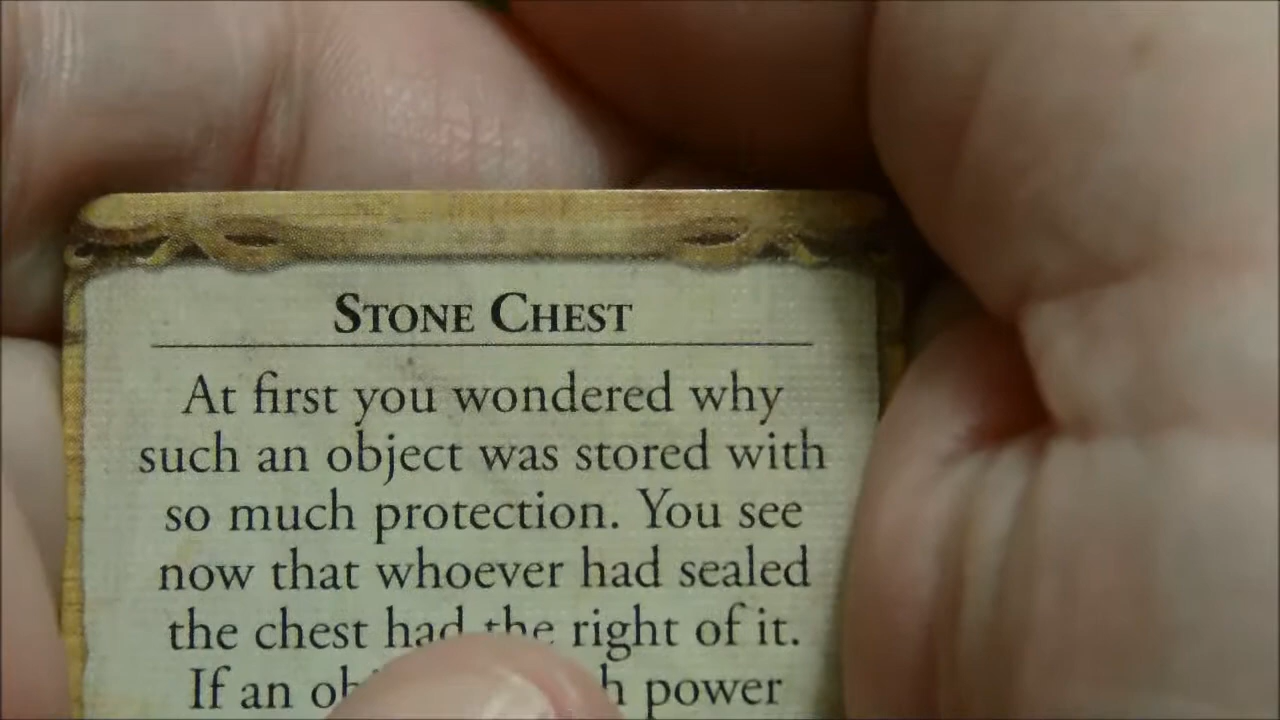 STONE CHEST
At first you wondered why
such an object was stored with
so much protection. You see
now that whoever had sealed
the chest had the right of it.
If an power